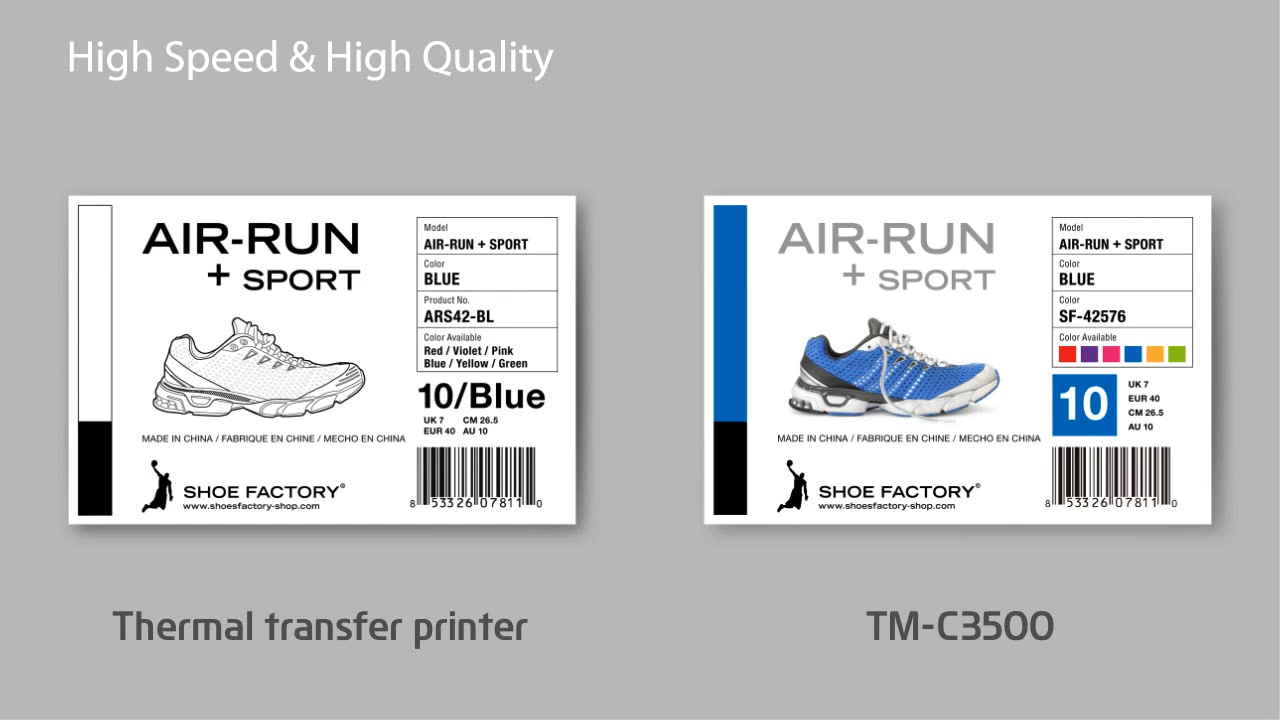 High Speed & High Quality
AIR-RUN
+ SPORT
Model
AIR-RUN + SPORT
Color
BLUE
Product No.
ARS42-BL
Color Available
Red / Violet / Pink
Blue / Yellow / Green
10/Blue
UK 7 CM 26.5
EUR 40 AU 10
MADE IN CHINA / FABRIQUE EN CHINE / MECHO EN CHINA
SHOE FACTORY®
www.shoesfactory-shop.com
8 53326 07811 0
AIR-RUN
+ SPORT
Model
AIR-RUN + SPORT
Color
BLUE
Color
SF-42576
Color Available
10
UK 7
EUR 40
CM 26.5
AU 10
MADE IN CHINA / FABRIQUE EN CHINE / MECHO EN CHINA
SHOE FACTORY®
www.shoesfactory-shop.com
8 53326 07811 0
Thermal transfer printer
TM-C3500